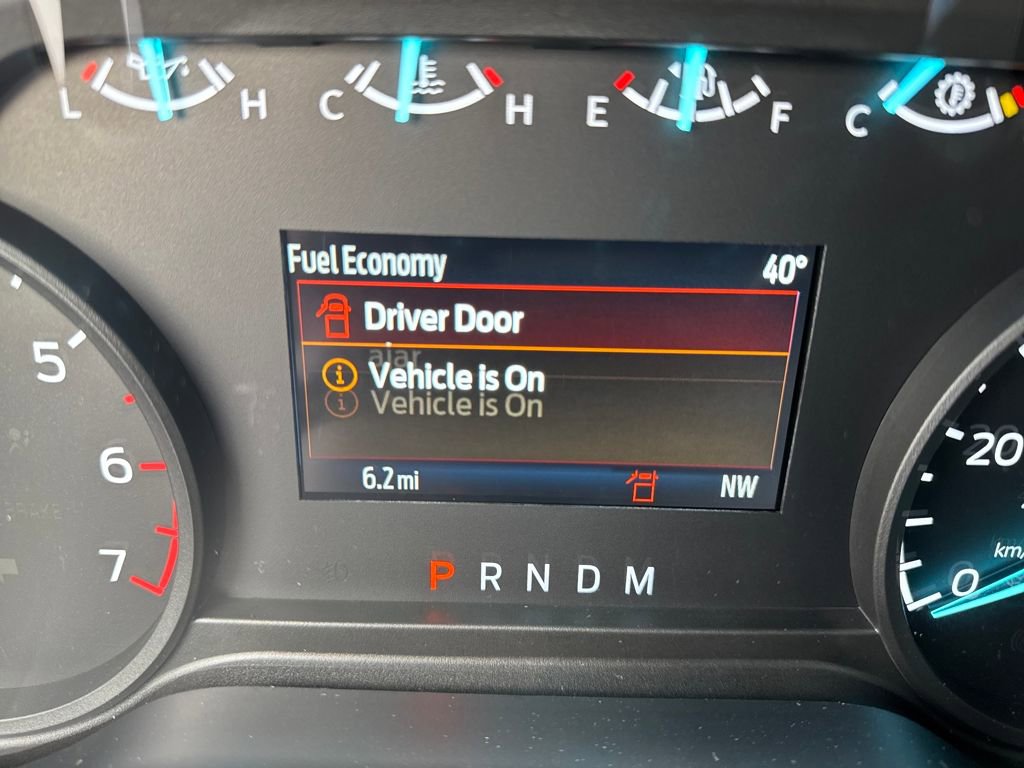 L H C H E F C
Fuel Economy 40°
Driver Door
ajar
Vehicle is On
Vehicle is On
6.2 mi NW
5
6
7
20
km/
0
P R N D M